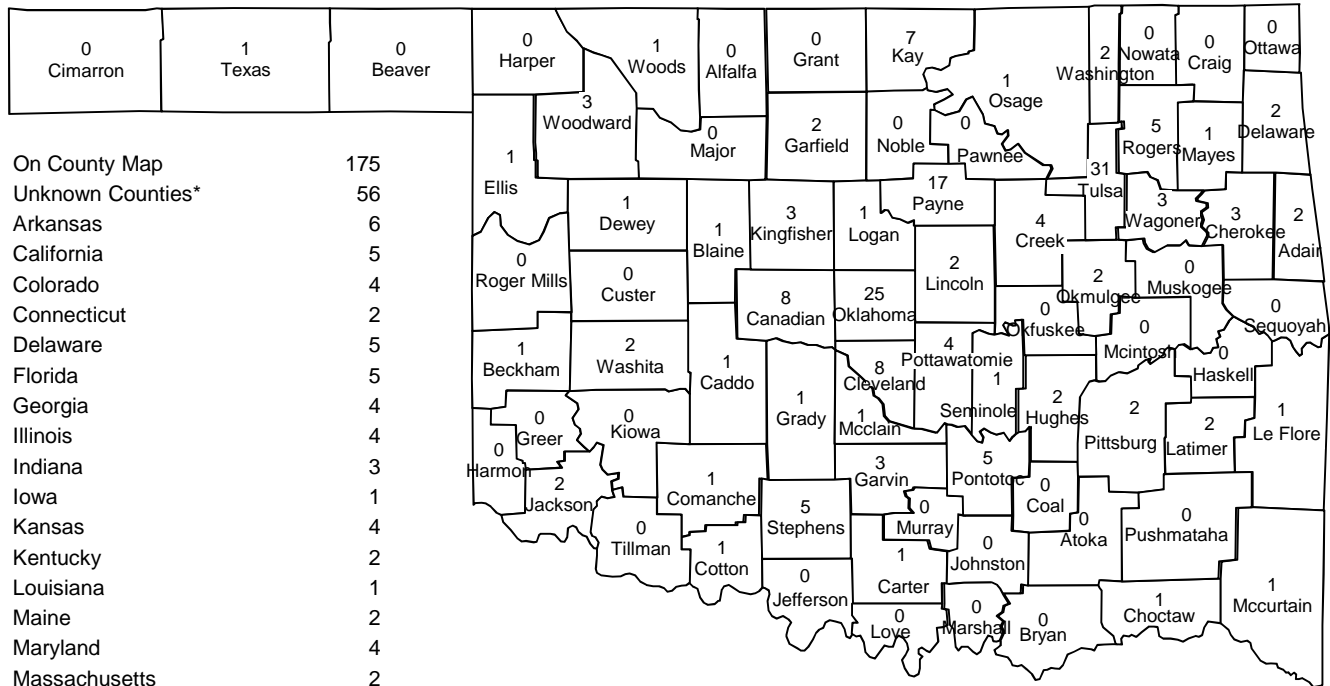 0
Cimarron
1
Texas
0
Beaver
0
Harper
1
Woods
0
Alfalfa
0
Grant
7
Kay
1
Osage
2
Washington
0
Nowata
0
Craig
0
Ottawa
3
Woodward
0
Major
2
Garfield
0
Noble
0
Pawnee
5
Rogers
1
Mayes
2
Delaware
1
Ellis
1
Dewey
1
Blaine
3
Kingfisher
1
Logan
17
Payne
4
Creek
31
Tulsa
3
Wagoner
3
Cherokee
2
Adair
0
Roger Mills
0
Custer
8
Canadian
25
Oklahoma
2
Lincoln
0
Okfuskee
2
Okmulgee
0
Muskogee
0
Sequoyah
0
Mcintosh
0
Haskell
1
Beckham
2
Washita
1
Caddo
1
Grady
8
Cleveland
1
Mcclain
4
Pottawatomie
1
Seminole
2
Hughes
2
Pittsburg
2
Latimer
1
Le Flore
0
Harmon
0
Greer
0
Kiowa
2
Jackson
1
Comanche
0
Tillman
1
Cotton
5
Stephens
0
Jefferson
3
Garvin
0
Murray
5
Pontotoc
0
Coal
0
Atoka
0
Pushmataha
1
Carter
0
Johnston
0
Love
0
Marshall
0
Bryan
1
Choctaw
1
Mccurtain
On County Map 175
Unknown Counties* 56
Arkansas 6
California 5
Colorado 4
Connecticut 2
Delaware 5
Florida 5
Georgia 4
Illinois 4
Indiana 3
Iowa 1
Kansas 4
Kentucky 2
Louisiana 1
Maine 2
Maryland 4
Massachusetts 2